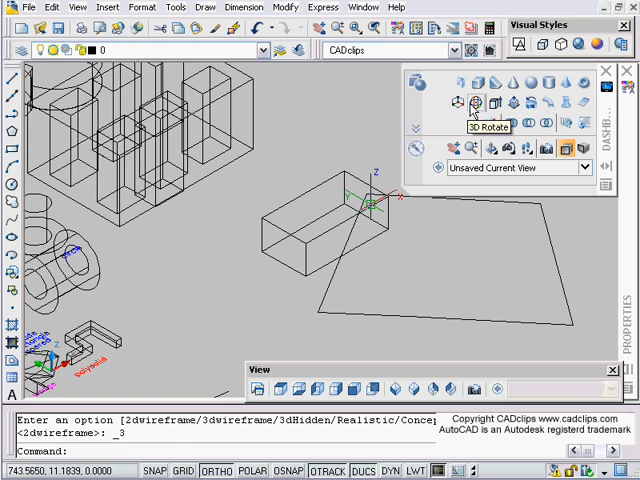 File Edit View Insert Format Tools Draw Dimension Modify Express Window Help
Visual Styles
0
CADclips
3D Rotate
DASHB..
Unsaved Current View
Z
Y
X
PROPERTIES
polysolid
Z
View
Enter an option [2dwireframe/3dwireframe/3dHidden/Realistic/Conce
<2dwireframe>: _3
Command:
Copyright CADclips www.cadclips.com
AutoCAD is an Autodesk registerd trademark
743.5650, 11.1839, 0.0000
SNAP GRID ORTHO POLAR OSNAP OTRACK DUCS DYN LWT